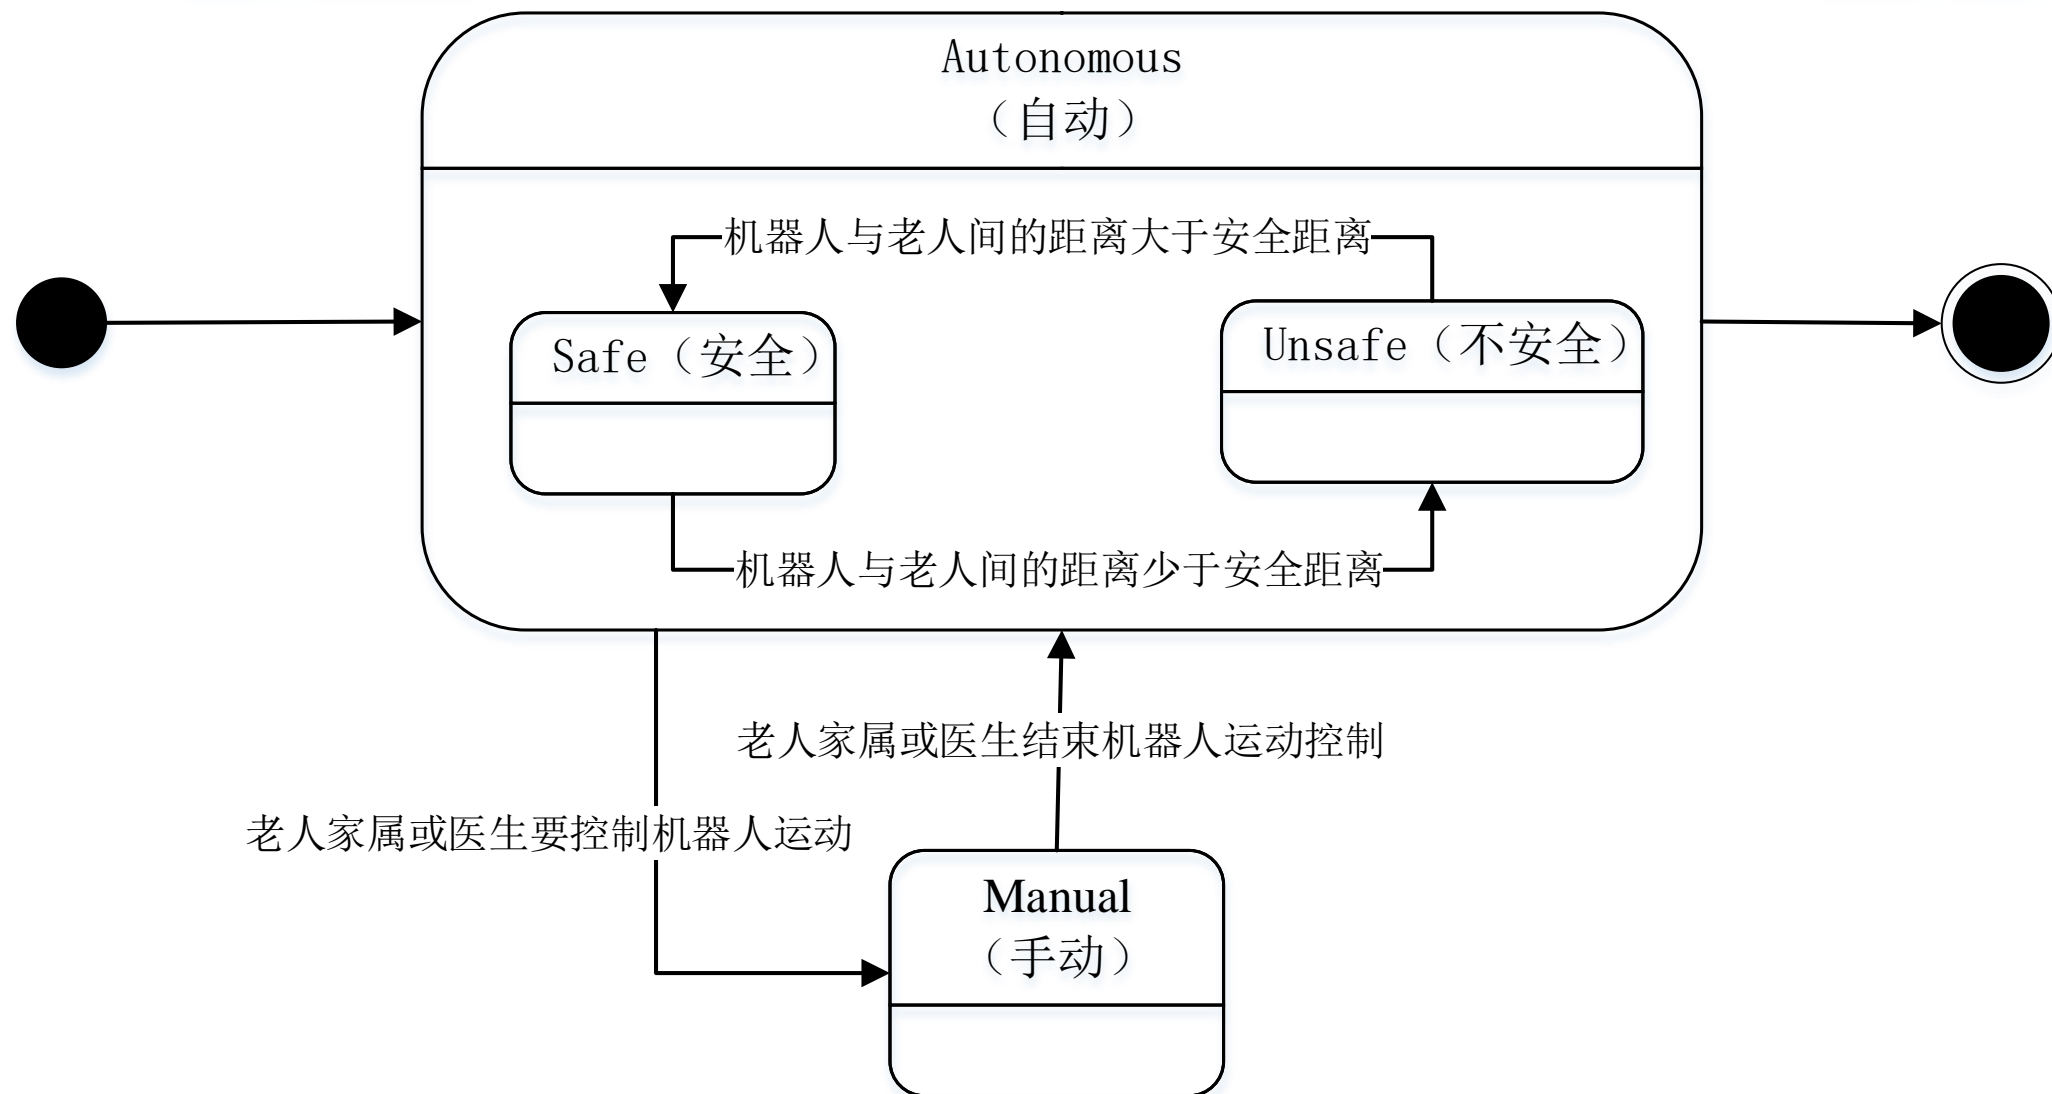 Autonomous
（自动）
机器人与老人间的距离大于安全距离
Safe（安全）
Unsafe（不安全）
机器人与老人间的距离少于安全距离
老人家属或医生结束机器人运动控制
老人家属或医生要控制机器人运动
Manual
（手动）